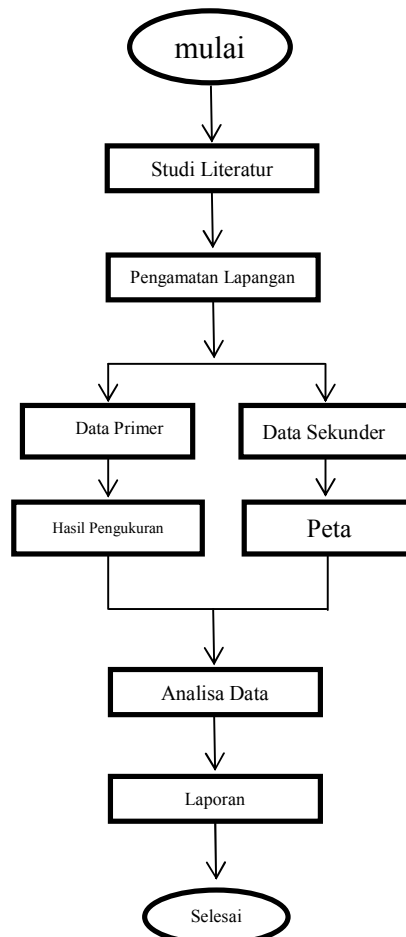 mulai
Studi Literatur
Pengamatan Lapangan
Data Primer
Data Sekunder
Hasil Pengukuran
Peta
Analisa Data
Laporan
Selesai